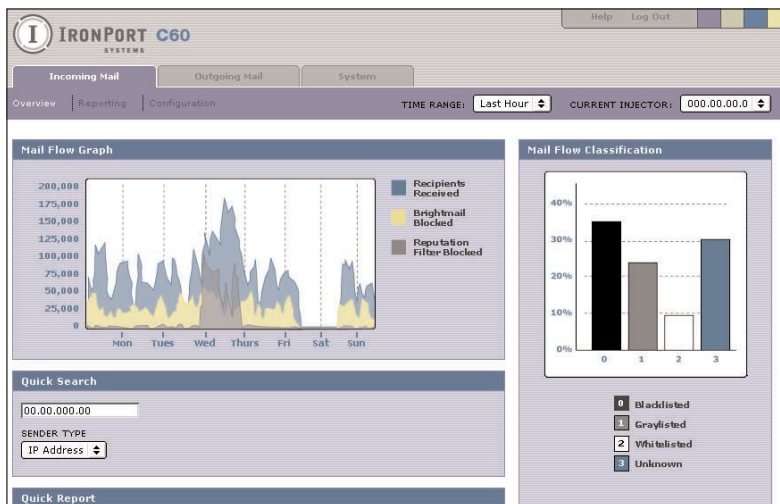 Help Log Out
I IRONPORT C60
SYSTEMS
Incoming Mail Outgoing Mail System
Overview Reporting Configuration TIME RANGE: Last Hour CURRENT INJECTOR: 000.00.00.0
Mail Flow Graph
200,000
175,000
150,000
125,000
100,000
75,000
50,000
25,000
0
Mon Tues Wed Thurs Fri Sat Sun
Recipients
Received
Brightmail
Blocked
Reputation
Filter Blocked
Mail Flow Classification
40%
30%
20%
10%
0%
0 1 2 3
0 Blacklisted
1 Graylisted
2 Whitelisted
3 Unknown
Quick Search
00.00.000.00
SENDER TYPE
IP Address
Quick Report